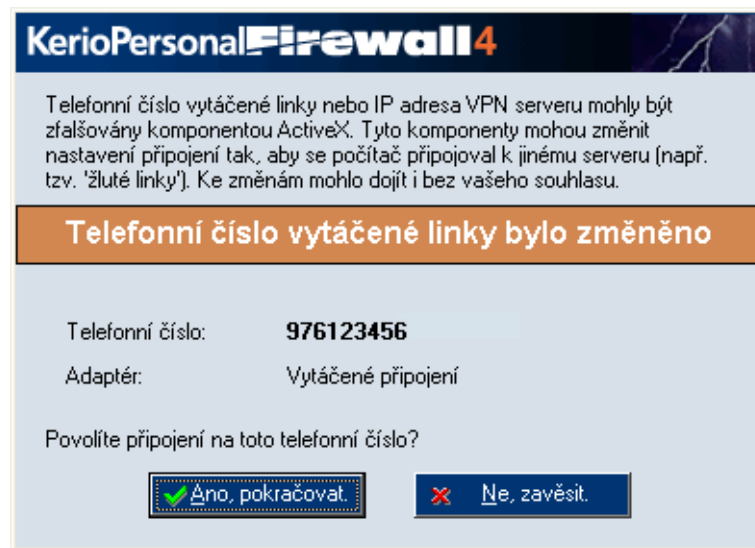 KerioPersonalFirewall4
Telefonní číslo vytáčené linky nebo IP adresa VPN serveru mohly být
zfalšovány komponentou ActiveX. Tyto komponenty mohou změnit
nastavení připojení tak, aby se počítač připojoval k jinému serveru (např.
tzv. 'žluté linky'). Ke změnám mohlo dojít i bez vašeho souhlasu.
Telefonní číslo vytáčené linky bylo změněno
Telefonní číslo: 976123456
Adaptér: Vytáčené připojení
Povolíte připojení na toto telefonní číslo?
Ano, pokračovat. Ne, zavěsit.